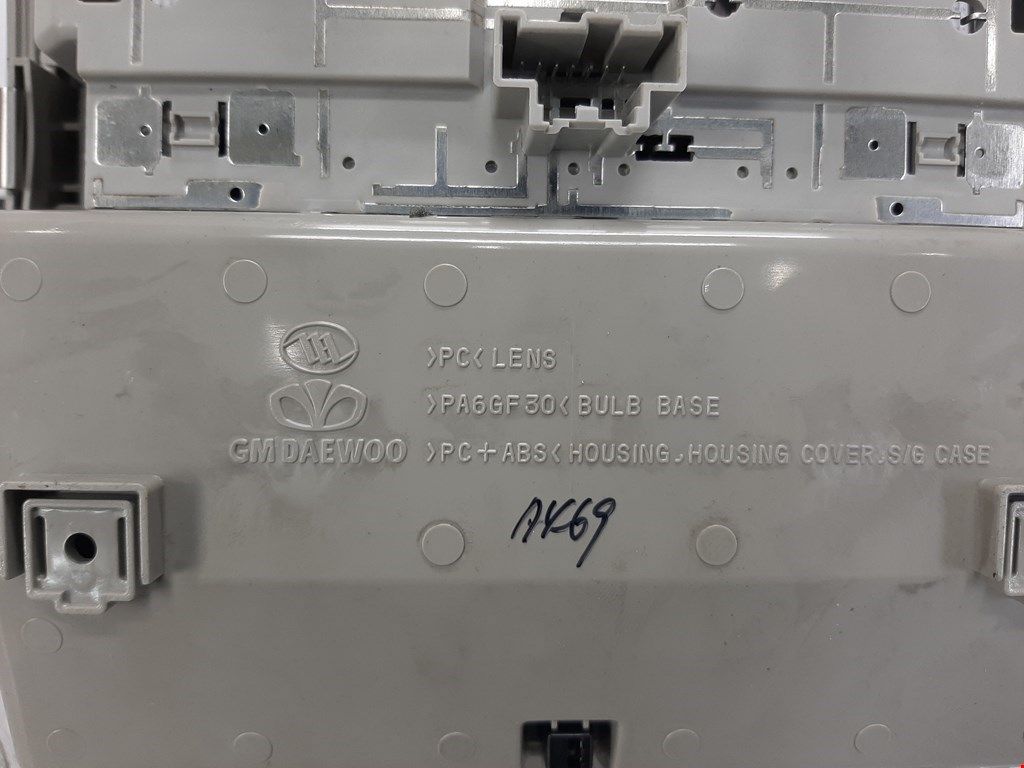 >PC< LENS
>PA6GF30< BULB BASE
GM DAEWOO >PC+ABS< HOUSING, HOUSING COVER, S/G CASE
AK69